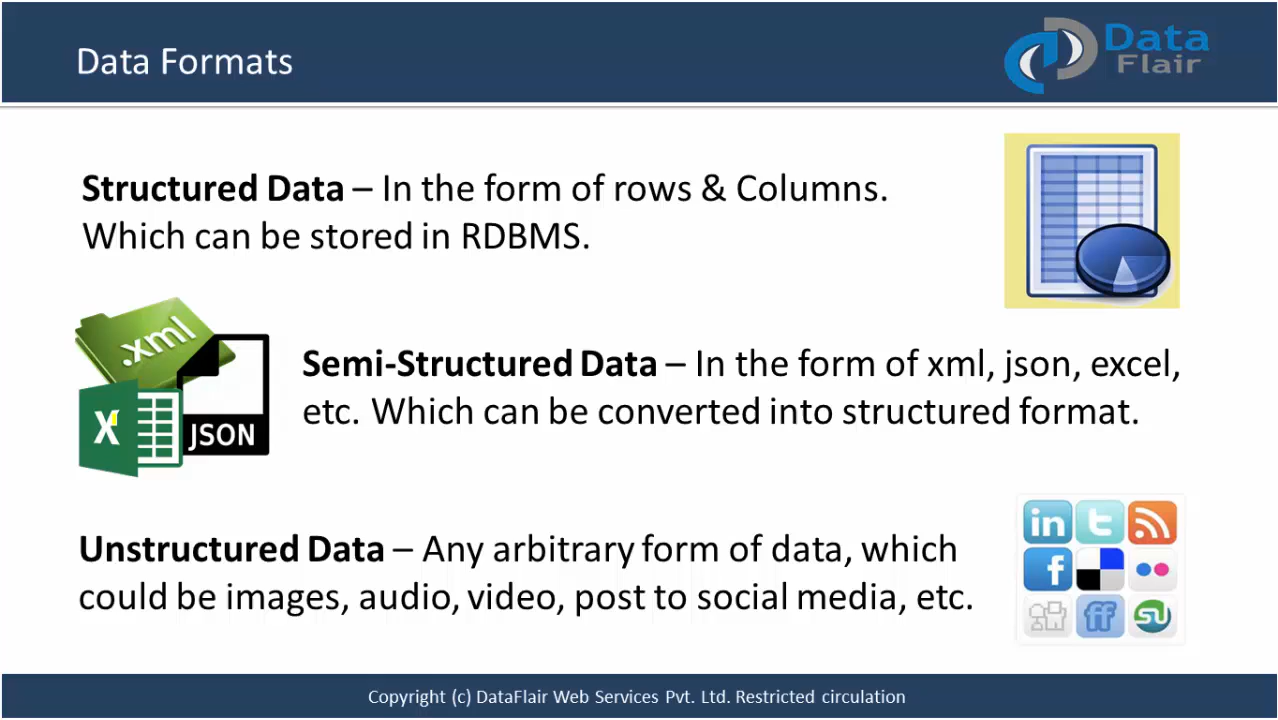 Data Formats
Data
Flair
Structured Data – In the form of rows & Columns.
Which can be stored in RDBMS.
.xml
X
JSON
Semi-Structured Data – In the form of xml, json, excel,
etc. Which can be converted into structured format.
Unstructured Data – Any arbitrary form of data, which
could be images, audio, video, post to social media, etc.
in t
f
ff SU
Copyright (c) DataFlair Web Services Pvt. Ltd. Restricted circulation